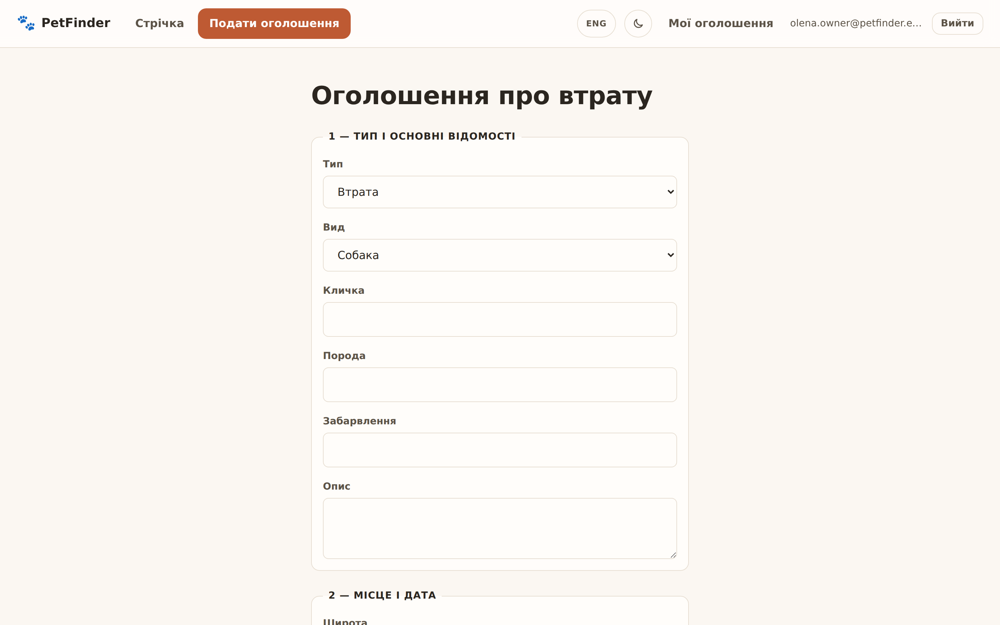 PetFinder
Стрічка
Подати оголошення
ENG
Мої оголошення
olena.owner@petfinder.e...
Вийти
Оголошення про втрату
1 — ТИП І ОСНОВНІ ВІДОМОСТІ
Тип
Втрата
Вид
Собака
Кличка
Порода
Забарвлення
Опис
2 — МІСЦЕ І ДАТА
Широта